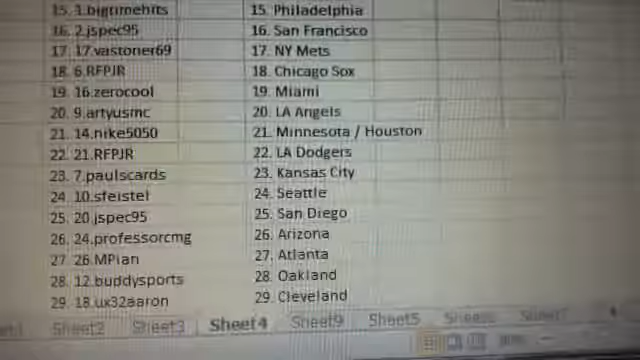 15. 1.bigtimehits 15. Philadelphia
16. 2.jspec95 16. San Francisco
17. 17.vastoner69 17. NY Mets
18. 6.RFPJR 18. Chicago Sox
19. 16.zerocool 19. Miami
20. 9.artyusmc 20. LA Angels
21. 14.nike5050 21. Minnesota / Houston
22. 21.RFPJR 22. LA Dodgers
23. 7.paulscards 23. Kansas City
24. 10.sfeistel 24. Seattle
25. 20.jspec95 25. San Diego
26. 24.professorcmg 26. Arizona
27. 26.MPian 27. Atlanta
28. 12.buddysports 28. Oakland
29. 18.ux32aaron 29. Cleveland
Sheet2 Sheet3 Sheet4 Sheet9 Sheet5